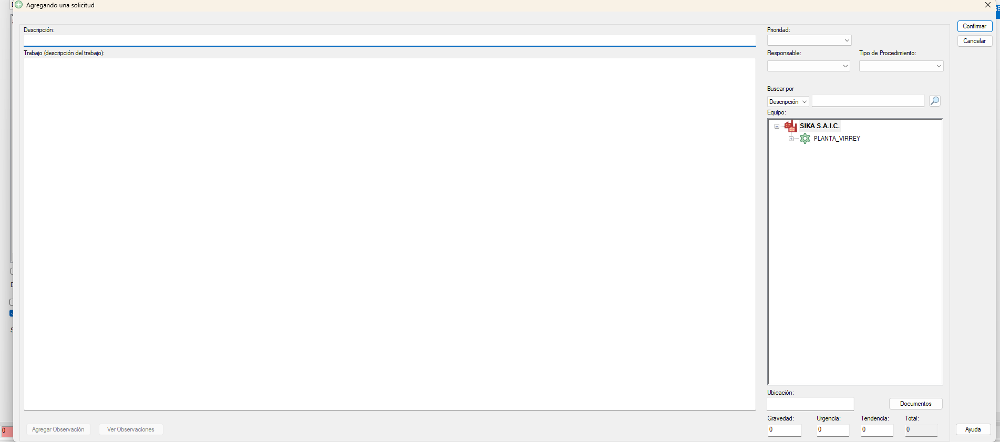 Agregando una solicitud
Descripción:
Trabajo (descripción del trabajo):
Agregar Observación
Ver Observaciones
Prioridad:
Responsable:
Tipo de Procedimiento:
Buscar por
Descripción
Equipo:
SIKA S.A.I.C.
PLANTA_VIRREY
Ubicación:
Documentos
Gravedad:
Urgencia:
Tendencia:
Total:
0
0
0
0
Confirmar
Cancelar
Ayuda
0